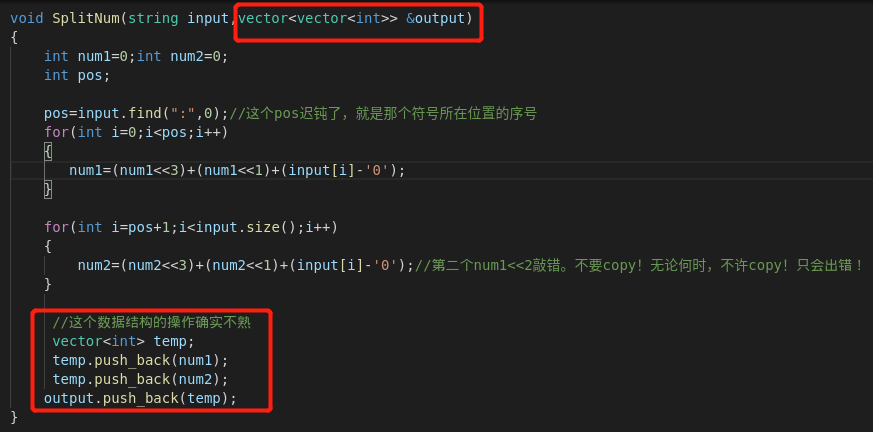 void SplitNum(string input,vector<vector<int>> &output)
{
int num1=0;int num2=0;
int pos;
pos=input.find(":",0);//这个pos迟钝了，就是那个符号所在位置的序号
for(int i=0;i<pos;i++)
{
num1=(num1<<3)+(num1<<1)+(input[i]-'0');
}
for(int i=pos+1;i<input.size();i++)
{
num2=(num2<<3)+(num2<<1)+(input[i]-'0');//第二个num1<<2敲错。不要copy！无论何时，不许copy！只会出错！
}
//这个数据结构的操作确实不熟
vector<int> temp;
temp.push_back(num1);
temp.push_back(num2);
output.push_back(temp);
}